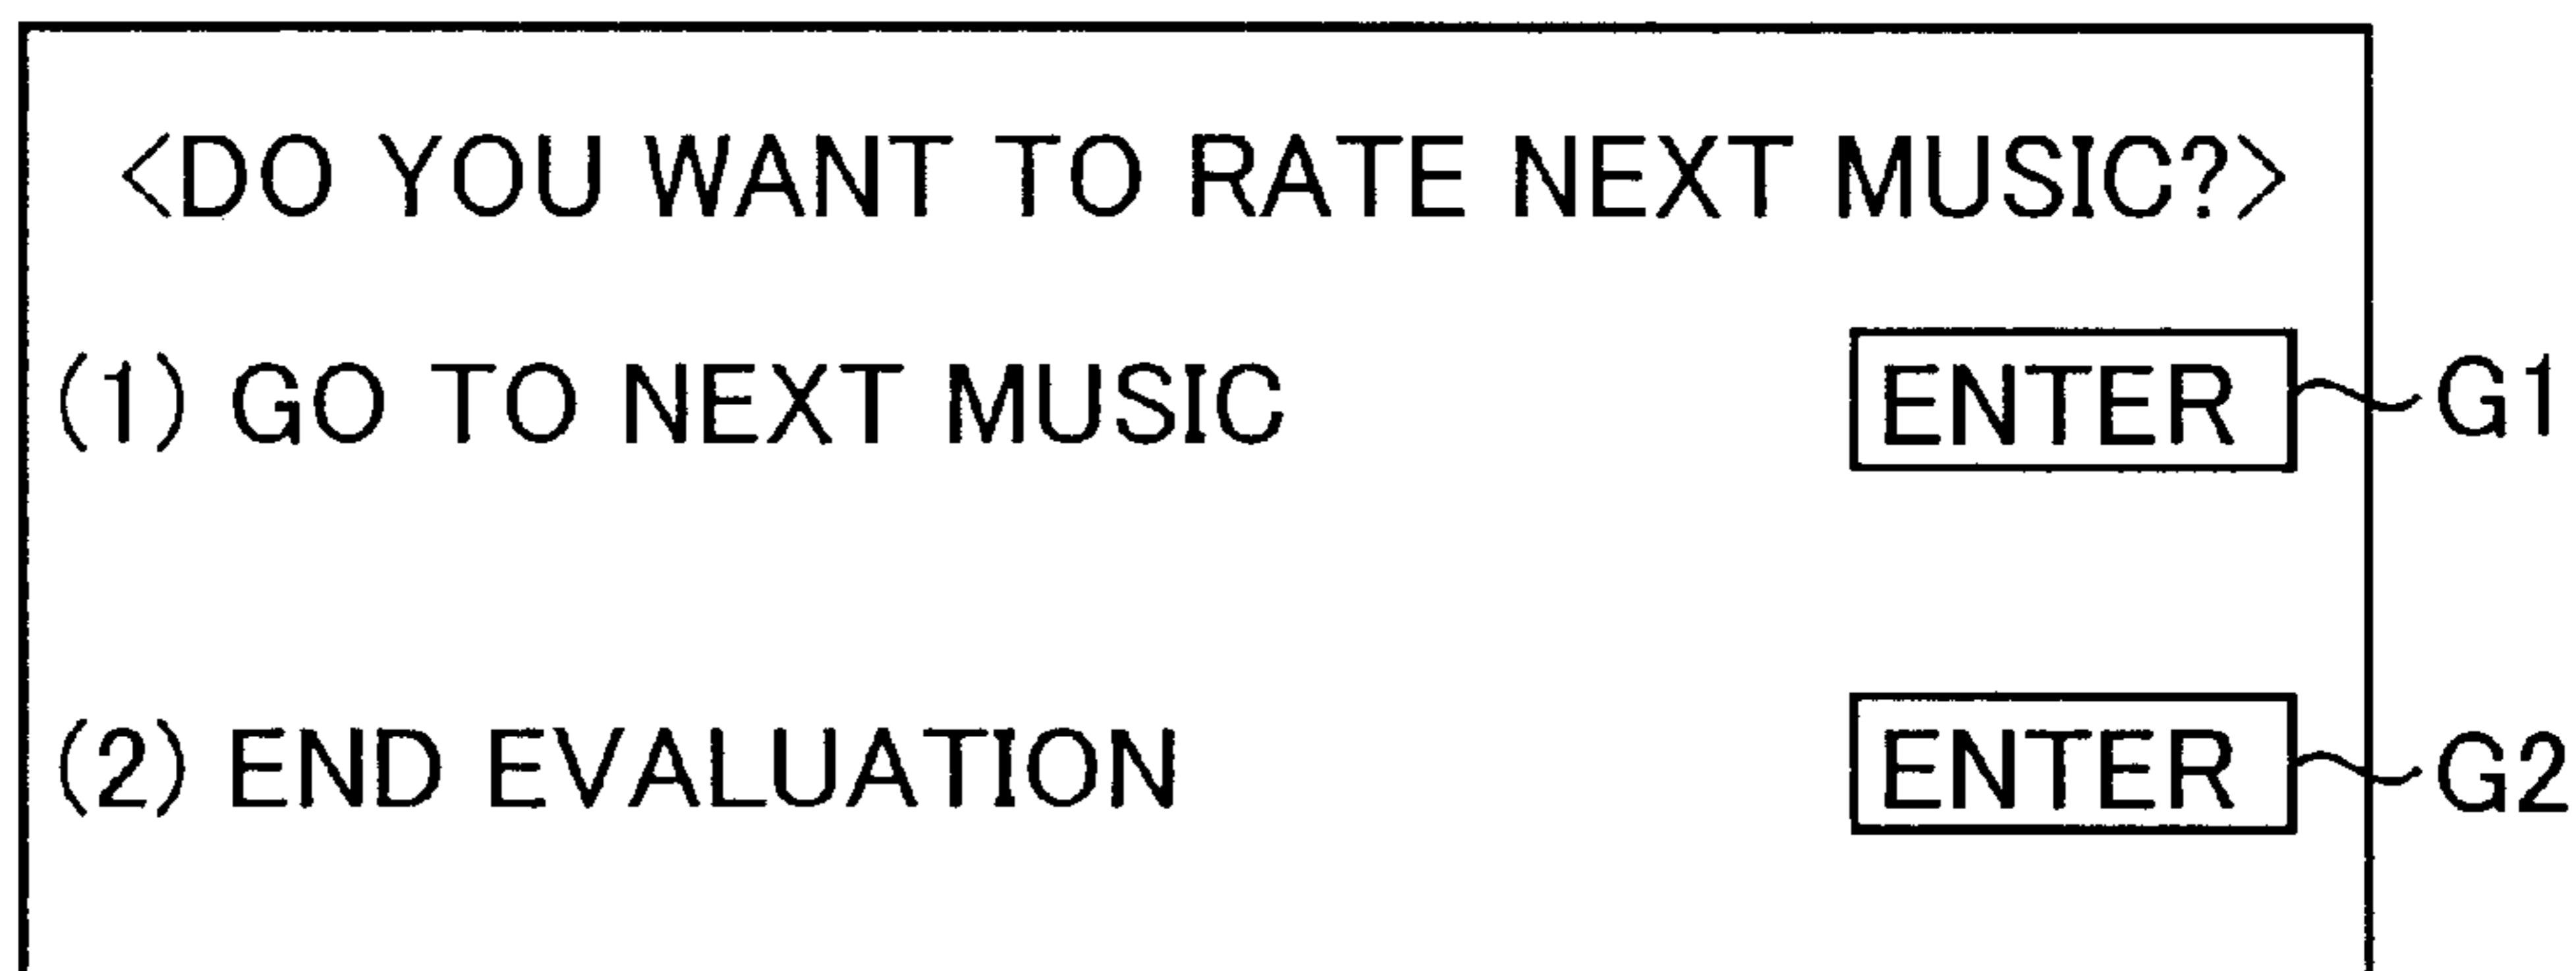 <DO YOU WANT TO RATE NEXT MUSIC?>
(1) GO TO NEXT MUSIC ENTER G1
(2) END EVALUATION ENTER G2